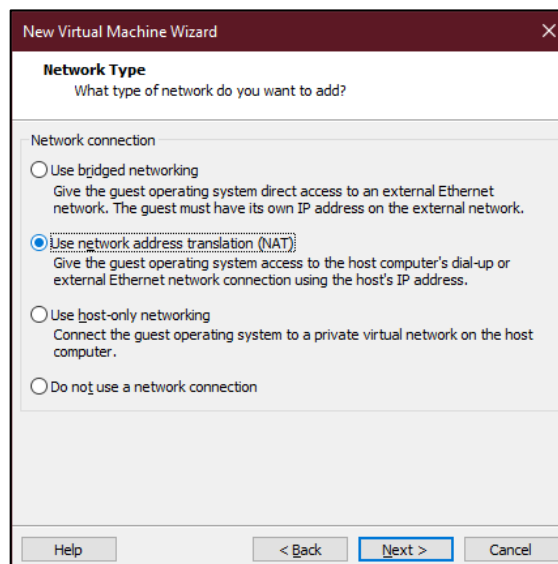 New Virtual Machine Wizard
Network Type
What type of network do you want to add?
Network connection
Use bridged networking
Give the guest operating system direct access to an external Ethernet
network. The guest must have its own IP address on the external network.
Use network address translation (NAT)
Give the guest operating system access to the host computer's dial-up or
external Ethernet network connection using the host's IP address.
Use host-only networking
Connect the guest operating system to a private virtual network on the host
computer.
Do not use a network connection
Help
< Back
Next >
Cancel